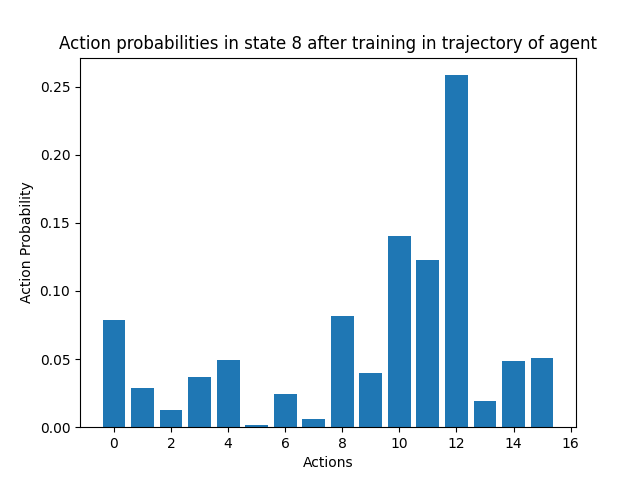 Action probabilities in state 8 after training in trajectory of agent
0.25
0.20
0.15
0.10
0.05
0.00
Action Probability
0 2 4 6 8 10 12 14 16
Actions